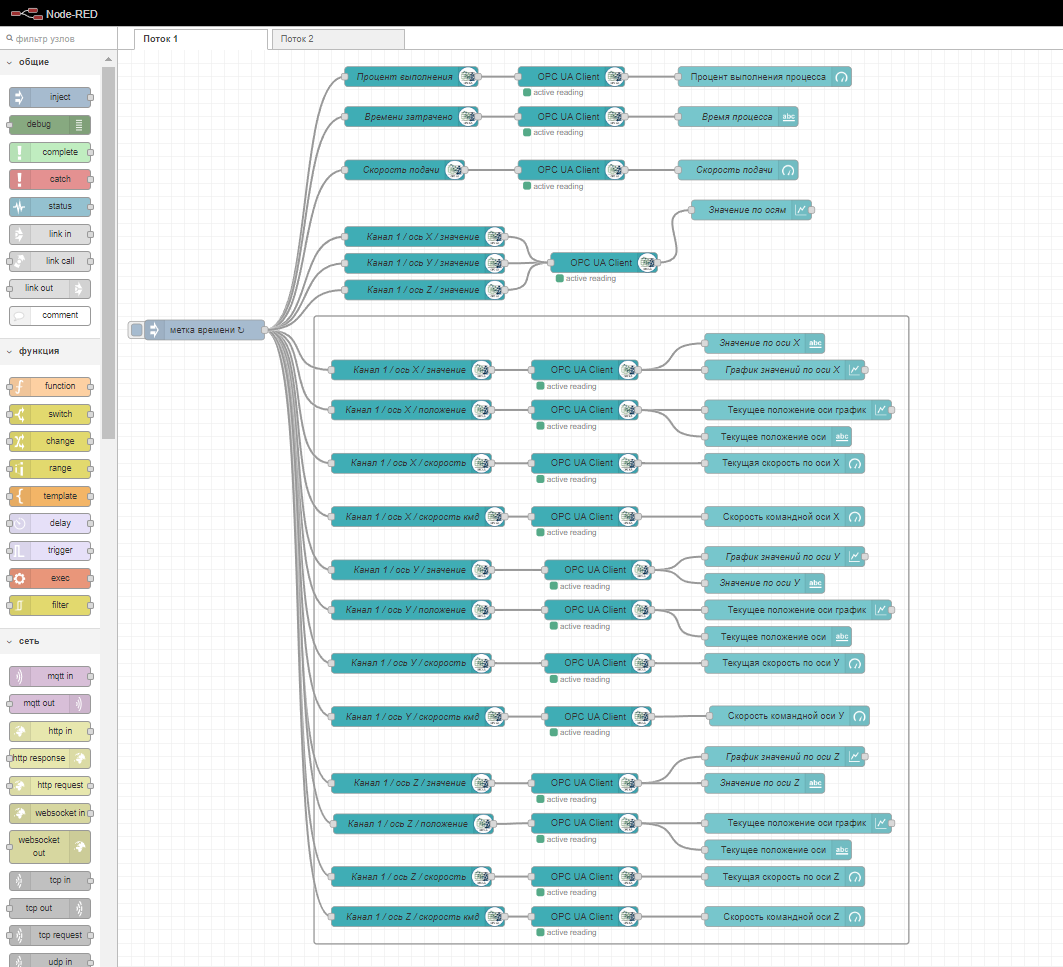 Node-RED
фильтр узлов
Поток 1
Поток 2
общие
inject
debug
complete
catch
status
link in
link call
link out
comment
функция
function
switch
change
range
template
delay
trigger
exec
filter
сеть
mqtt in
mqtt out
http in
http response
http request
websocket in
websocket
out
tcp in
tcp out
tcp request
udp in
метка времени ↻
Процент выполнения
OPC UA Client
active reading
Процент выполнения процесса
Времени затрачено
OPC UA Client
active reading
Время процесса
abc
Скорость подачи
OPC UA Client
active reading
Скорость подачи
Значение по осям
Канал 1 / ось X / значение
Канал 1 / ось У / значение
Канал 1 / ось Z / значение
OPC UA Client
active reading
Значение по оси X
abc
Канал 1 / ось X / значение
OPC UA Client
active reading
График значений по оси X
Канал 1 / ось X / положение
OPC UA Client
active reading
Текущее положение оси график
Текущее положение оси
abc
Канал 1 / ось X / скорость
OPC UA Client
active reading
Текущая скорость по оси X
Канал 1 / ось X / скорость кмд
OPC UA Client
active reading
Скорость командной оси X
График значений по оси У
Канал 1 / ось У / значение
OPC UA Client
active reading
Значение по оси У
abc
Канал 1 / ось У / положение
OPC UA Client
active reading
Текущее положение оси график
Текущее положение оси
abc
Канал 1 / ось У / скорость
OPC UA Client
active reading
Текущая скорость по оси У
Канал 1 / ось Y / скорость кмд
OPC UA Client
active reading
Скорость командной оси У
График значений по оси Z
Канал 1 / ось Z / значение
OPC UA Client
active reading
Значение по оси Z
abc
Канал 1 / ось Z / положение
OPC UA Client
active reading
Текущее положение оси график
Текущее положение оси
abc
Канал 1 / ось Z / скорость
OPC UA Client
active reading
Текущая скорость по оси Z
Канал 1 / ось Z / скорость кмд
OPC UA Client
active reading
Скорость командной оси Z